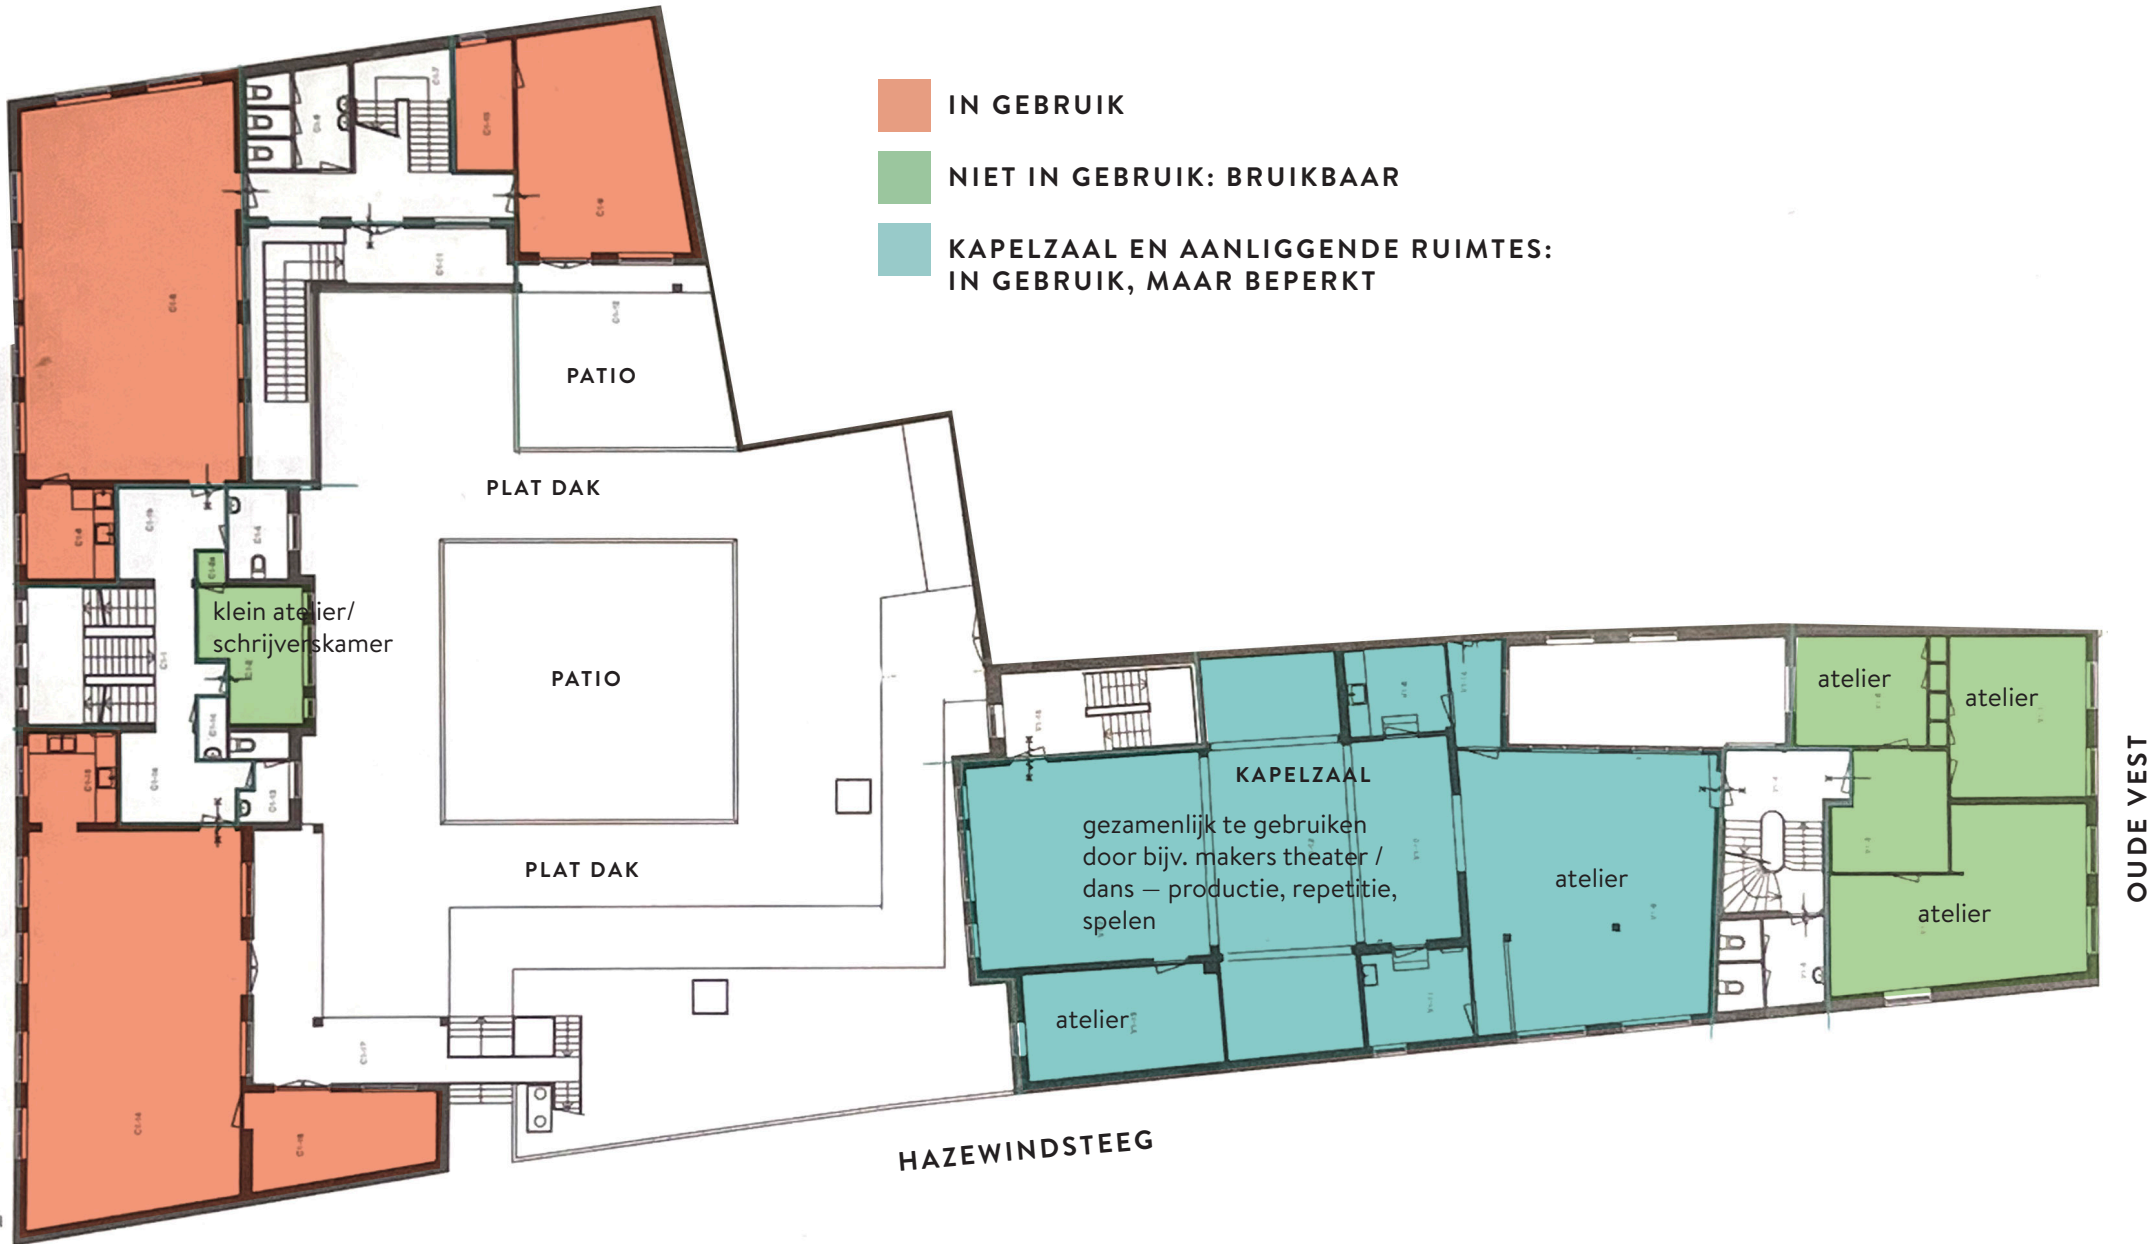 IN GEBRUIK
NIET IN GEBRUIK: BRUIKBAAR
KAPELZAAL EN AANLIGGENDE RUIMTES:
IN GEBRUIK, MAAR BEPERKT
PATIO
PLAT DAK
klein atelier/
schrijverskamer
PATIO
PLAT DAK
KAPELZAAL
gezamenlijk te gebruiken
door bijv. makers theater /
dans — productie, repetitie,
spelen
atelier
atelier
atelier
atelier
atelier
OUDE VEST
HAZEWINDSTEEG